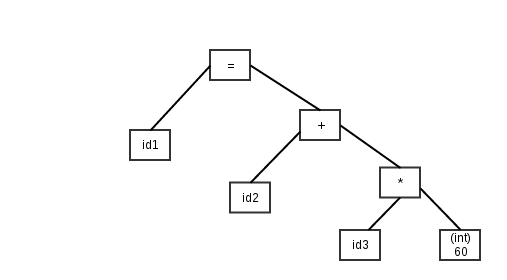 =
+
id1
*
id2
id3
(int)
60